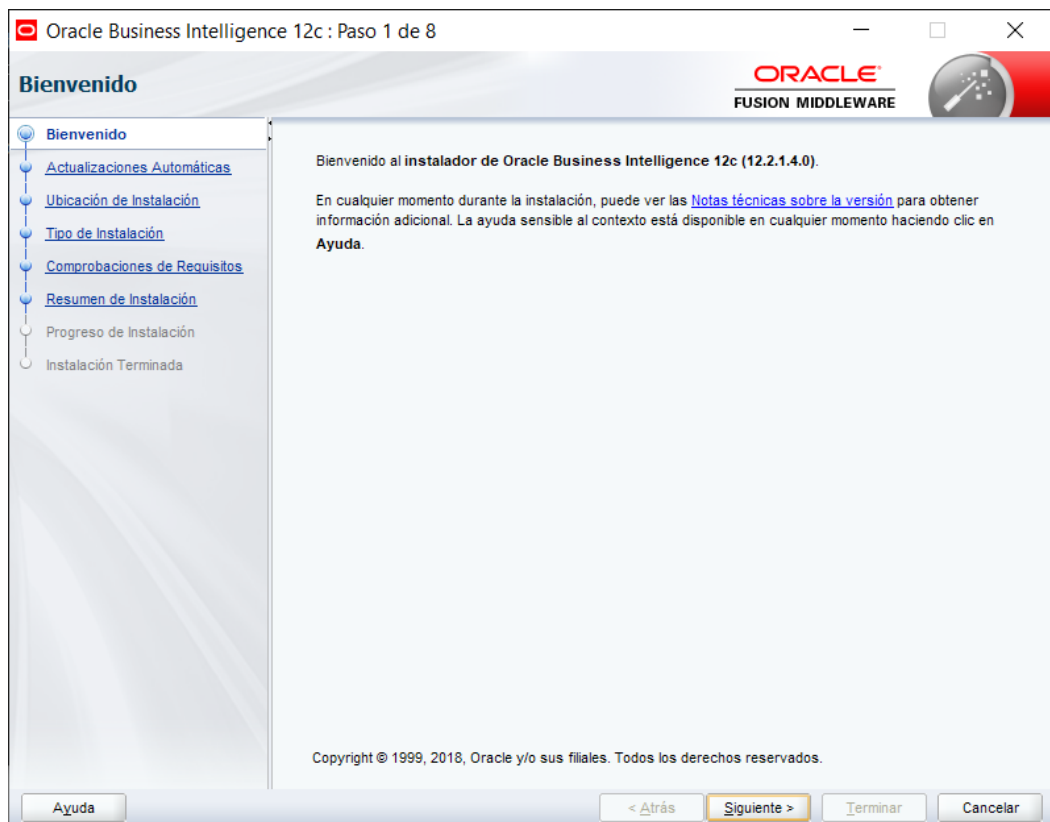 Oracle Business Intelligence 12c : Paso 1 de 8
Bienvenido
ORACLE®
FUSION MIDDLEWARE
Bienvenido
Actualizaciones Automáticas
Ubicación de Instalación
Tipo de Instalación
Comprobaciones de Requisitos
Resumen de Instalación
Progreso de Instalación
Instalación Terminada
Bienvenido al instalador de Oracle Business Intelligence 12c (12.2.1.4.0).
En cualquier momento durante la instalación, puede ver las Notas técnicas sobre la versión para obtener
información adicional. La ayuda sensible al contexto está disponible en cualquier momento haciendo clic en
Ayuda.
Copyright © 1999, 2018, Oracle y/o sus filiales. Todos los derechos reservados.
Ayuda
< Atrás
Siguiente >
Terminar
Cancelar